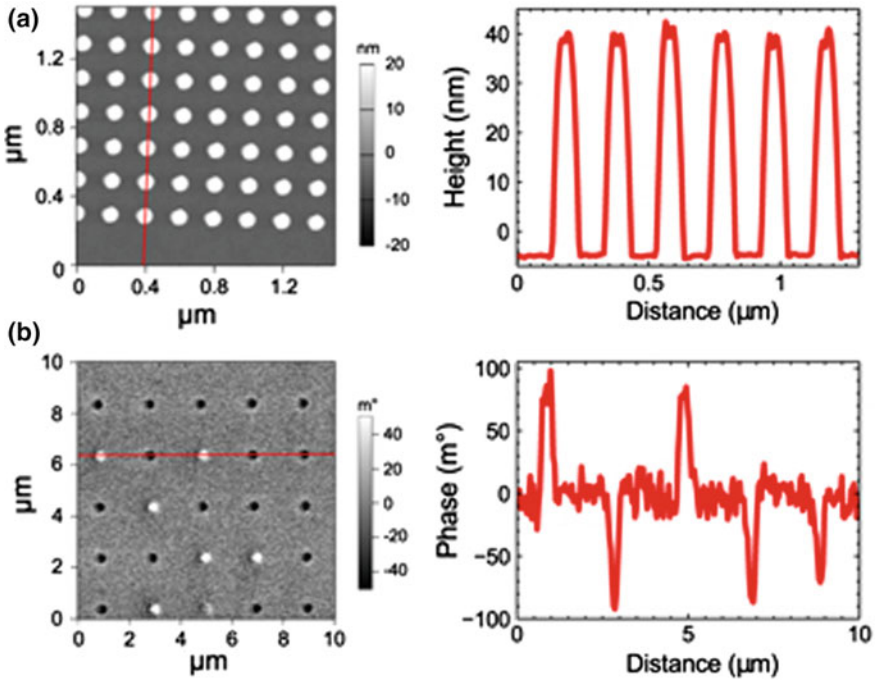 (a)
1.2
0.8
0.4
0
μm
0 0.4 0.8 1.2
μm
nm
20
10
0
-10
-20
40
30
20
10
0
Height (nm)
0 0.5 1
Distance (μm)
(b)
10
8
6
4
2
0
μm
0 2 4 6 8 10
μm
m°
40
20
0
-20
-40
100
50
0
−50
−100
Phase (m°)
0 5 10
Distance (μm)